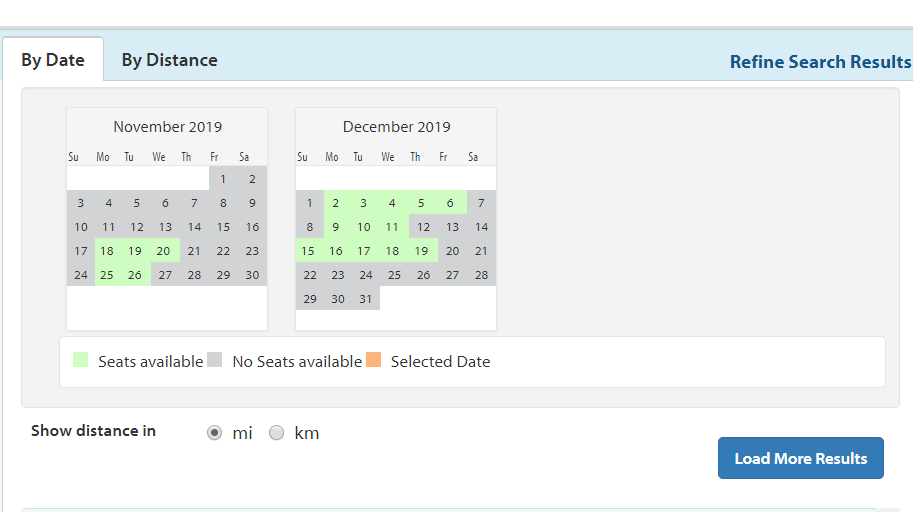 By Date By Distance Refine Search Results
November 2019 December 2019
Su Mo Tu We Th Fr Sa Su Mo Tu We Th Fr Sa
1 2
3 4 5 6 7 8 9 1 2 3 4 5 6 7
10 11 12 13 14 15 16 8 9 10 11 12 13 14
17 18 19 20 21 22 23 15 16 17 18 19 20 21
24 25 26 27 28 29 30 22 23 24 25 26 27 28
29 30 31
Seats available No Seats available Selected Date
Show distance in mi km
Load More Results